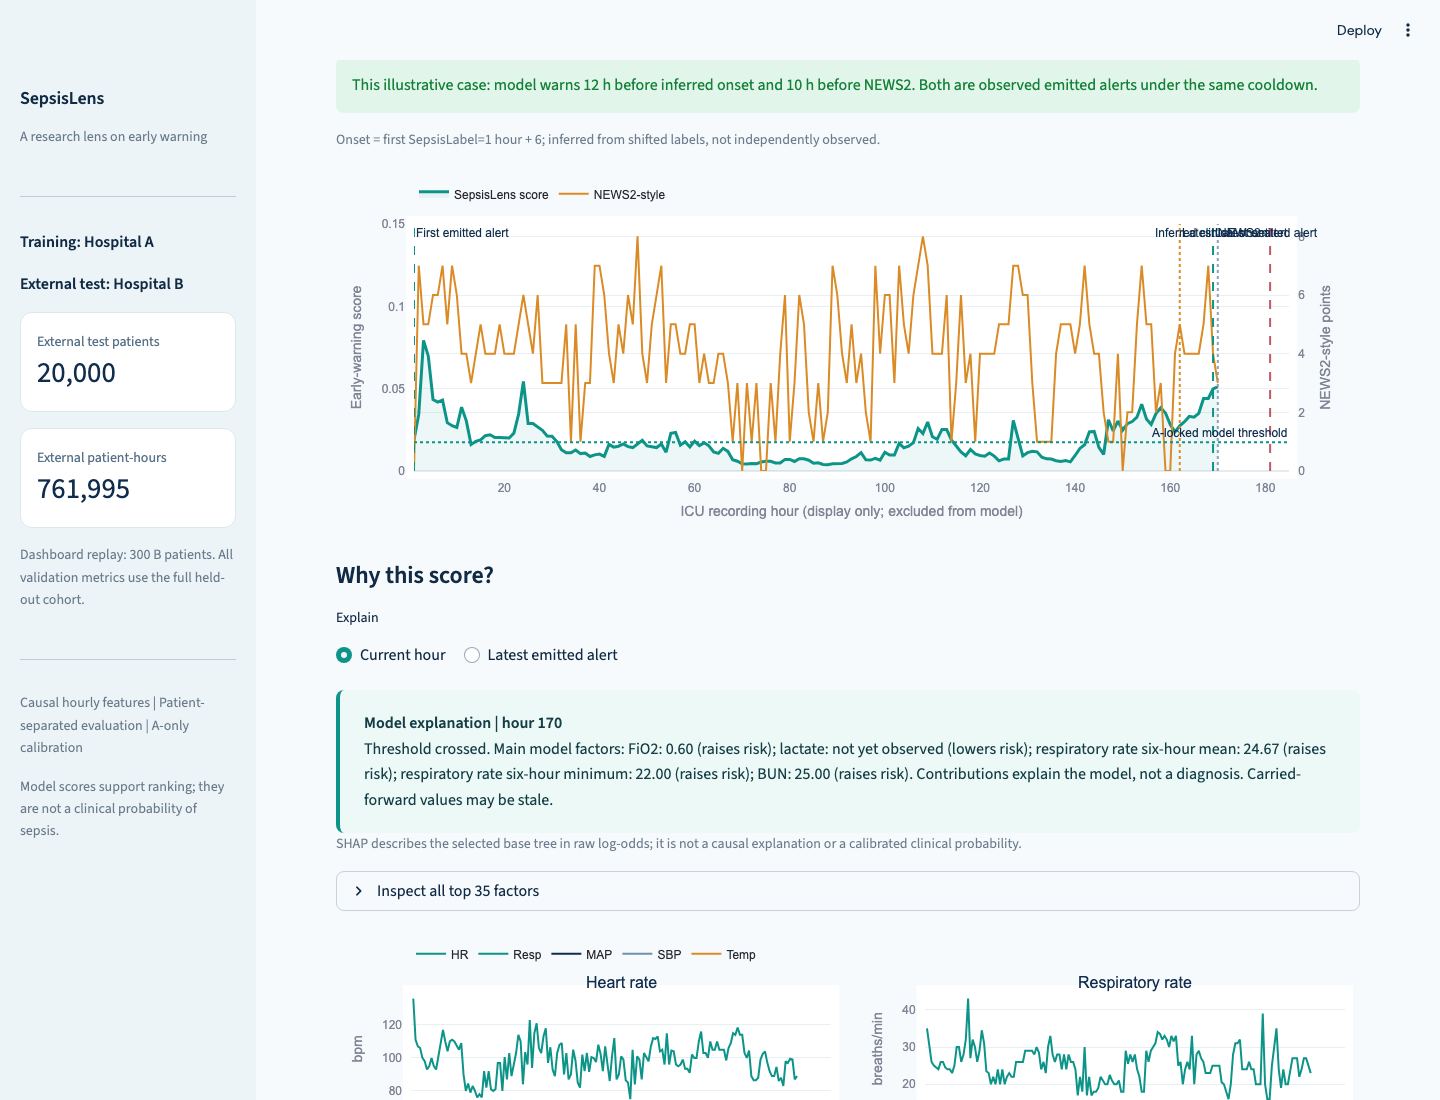 Deploy
SepsisLens
A research lens on early warning
Training: Hospital A
External test: Hospital B
External test patients
20,000
External patient-hours
761,995
Dashboard replay: 300 B patients. All
validation metrics use the full held-
out cohort.
Causal hourly features | Patient-
separated evaluation | A-only
calibration
Model scores support ranking; they
are not a clinical probability of
sepsis.
This illustrative case: model warns 12 h before inferred onset and 10 h before NEWS2. Both are observed emitted alerts under the same cooldown.
Onset = first SepsisLabel=1 hour + 6; inferred from shifted labels, not independently observed.
SepsisLens score NEWS2-style
0.15
0.1
0.05
0
Early-warning score
First emitted alert
A-locked model threshold
8
6
4
2
0
NEWS2-style points
20 40 60 80 100 120 140 160 180
ICU recording hour (display only; excluded from model)
Why this score?
Explain
Current hour Latest emitted alert
Model explanation | hour 170
Threshold crossed. Main model factors: FiO2: 0.60 (raises risk); lactate: not yet observed (lowers risk); respiratory rate six-hour mean: 24.67 (raises
risk); respiratory rate six-hour minimum: 22.00 (raises risk); BUN: 25.00 (raises risk). Contributions explain the model, not a diagnosis. Carried-
forward values may be stale.
SHAP describes the selected base tree in raw log-odds; it is not a causal explanation or a calibrated clinical probability.
Inspect all top 35 factors
HR Resp MAP SBP Temp
Heart rate
120
100
80
bpm
Respiratory rate
40
30
20
breaths/min